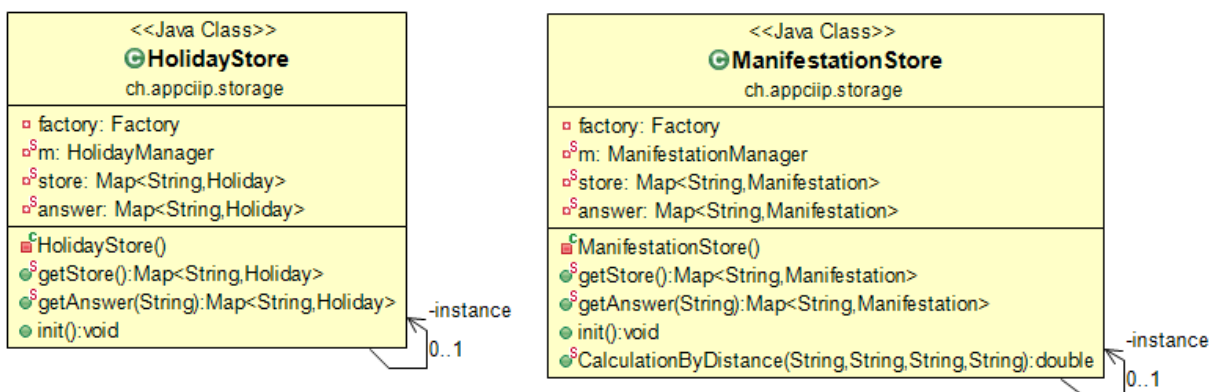 <<Java Class>>
HolidayStore
ch.appciip.storage
factory: Factory
m: HolidayManager
store: Map<String,Holiday>
answer: Map<String,Holiday>
HolidayStore()
getStore():Map<String,Holiday>
getAnswer(String):Map<String,Holiday>
init():void
-instance
0..1
<<Java Class>>
ManifestationStore
ch.appciip.storage
factory: Factory
m: ManifestationManager
store: Map<String,Manifestation>
answer: Map<String,Manifestation>
ManifestationStore()
getStore():Map<String,Manifestation>
getAnswer(String):Map<String,Manifestation>
init():void
CalculationByDistance(String,String,String,String):double
-instance
0..1